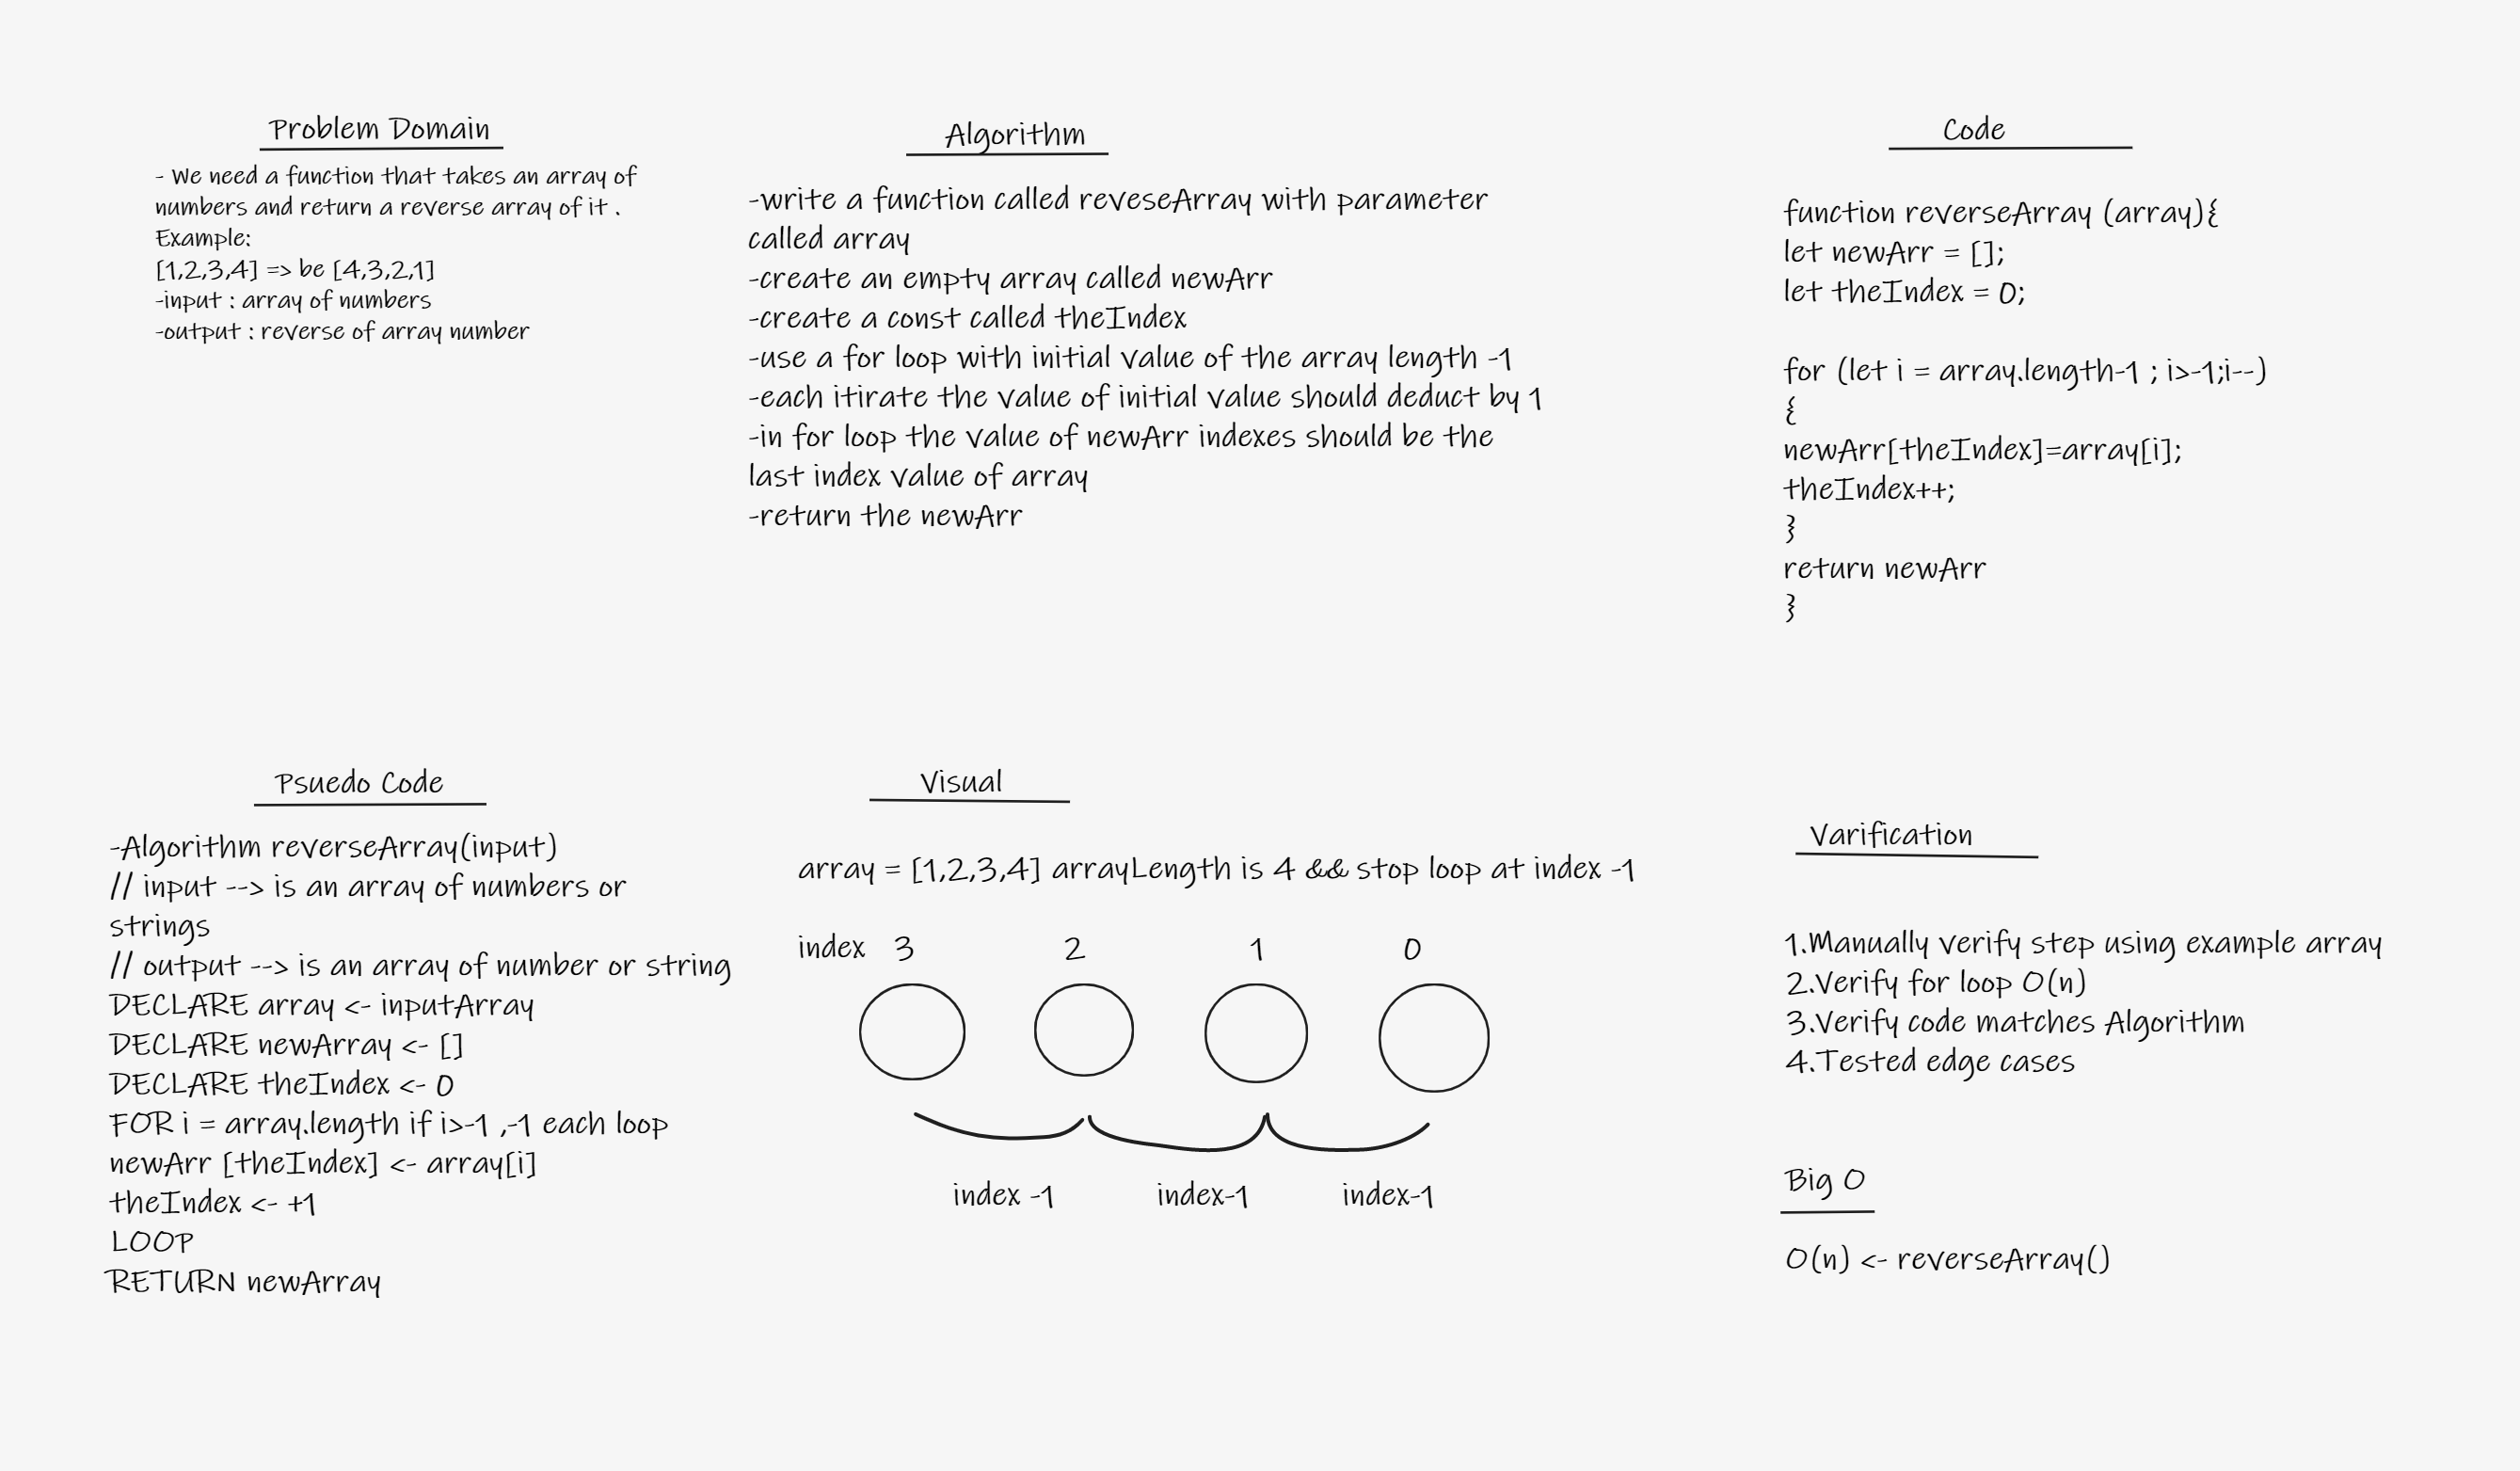 Problem Domain
- We need a function that takes an array of
numbers and return a reverse array of it .
Example:
[1,2,3,4] => be [4,3,2,1]
-input : array of numbers
-output : reverse of array number
Algorithm
-write a function called reveseArray with parameter
called array
-create an empty array called newArr
-create a const called theIndex
-use a for loop with initial value of the array length -1
-each itirate the value of initial value should deduct by 1
-in for loop the value of newArr indexes should be the
last index value of array
-return the newArr
Code
function reverseArray (array){
let newArr = [];
let theIndex = 0;
for (let i = array.length-1 ; i>-1;i--)
{
newArr[theIndex]=array[i];
theIndex++;
}
return newArr
}
Psuedo Code
-Algorithm reverseArray(input)
// input --> is an array of numbers or
strings
// output --> is an array of number or string
DECLARE array <- inputArray
DECLARE newArray <- []
DECLARE theIndex <- 0
FOR i = array.length if i>-1 ,-1 each loop
newArr [theIndex] <- array[i]
theIndex <- +1
LOOP
RETURN newArray
Visual
array = [1,2,3,4] arrayLength is 4 && stop loop at index -1
index 3 2 1 0
index -1 index-1 index-1
Varification
1.Manually verify step using example array
2.Verify for loop O(n)
3.Verify code matches Algorithm
4.Tested edge cases
Big O
O(n) <- reverseArray()